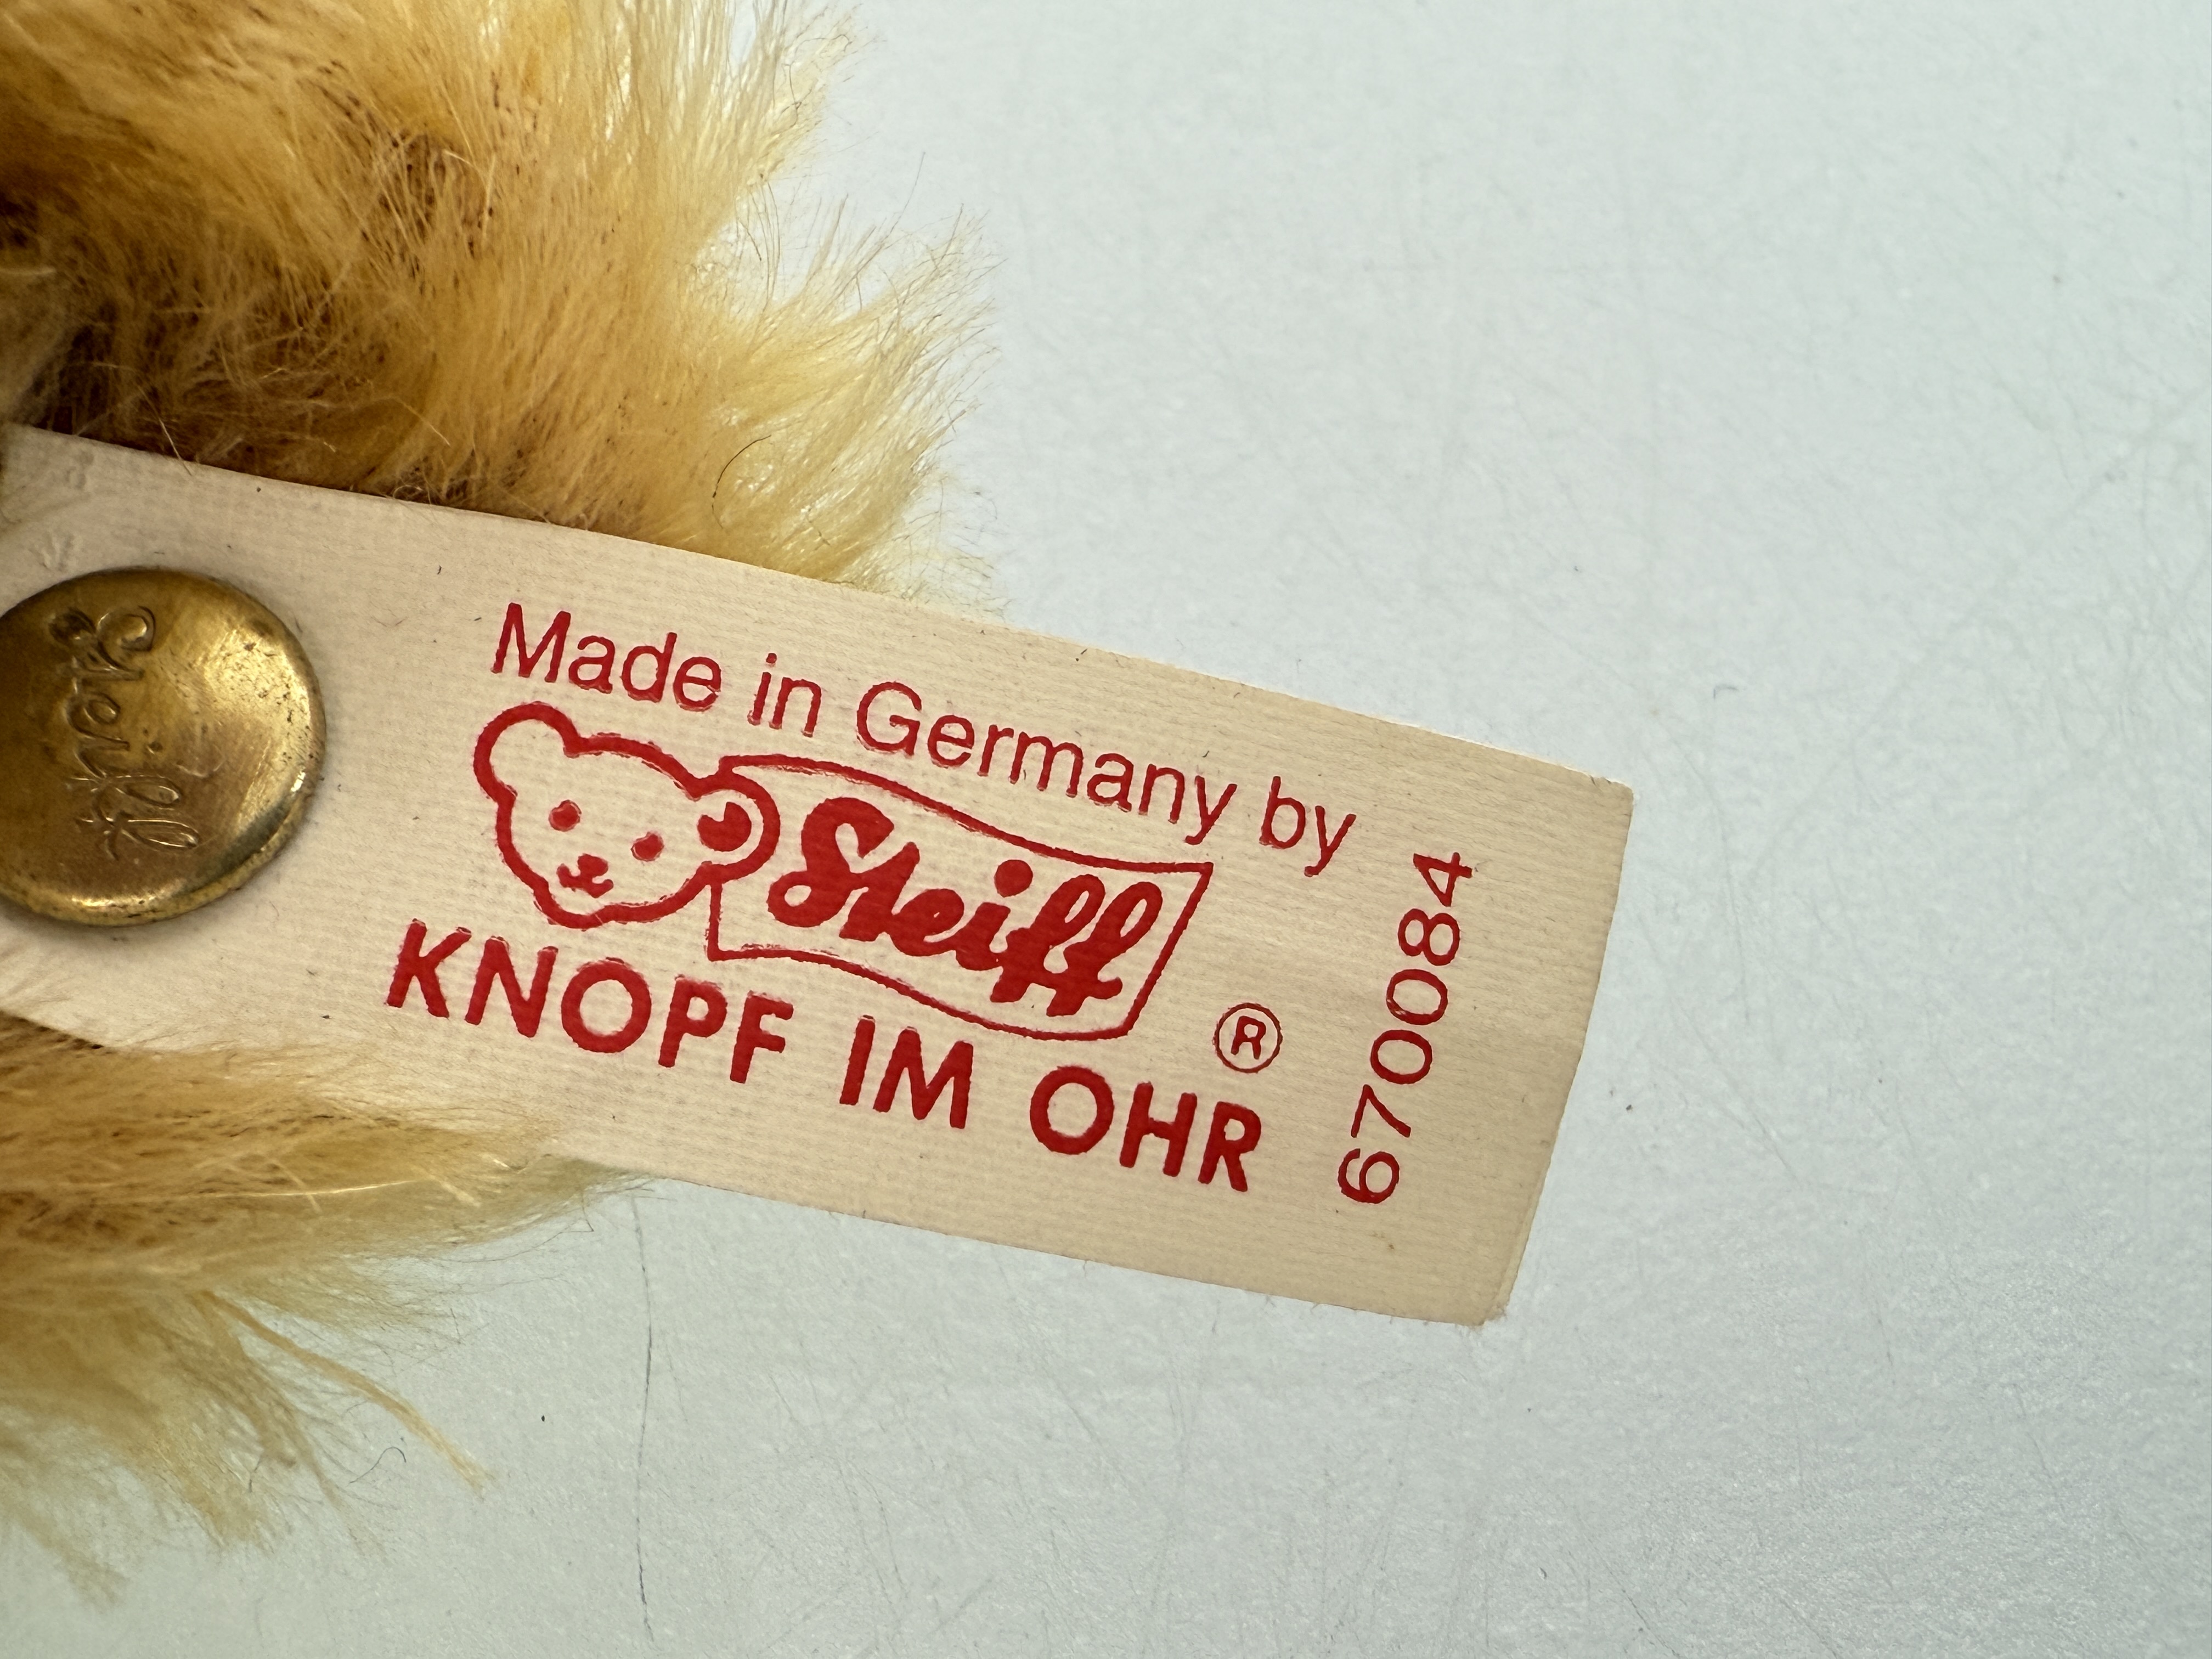 Steiff
Made in Germany by
Steiff
®
KNOPF IM OHR
670084